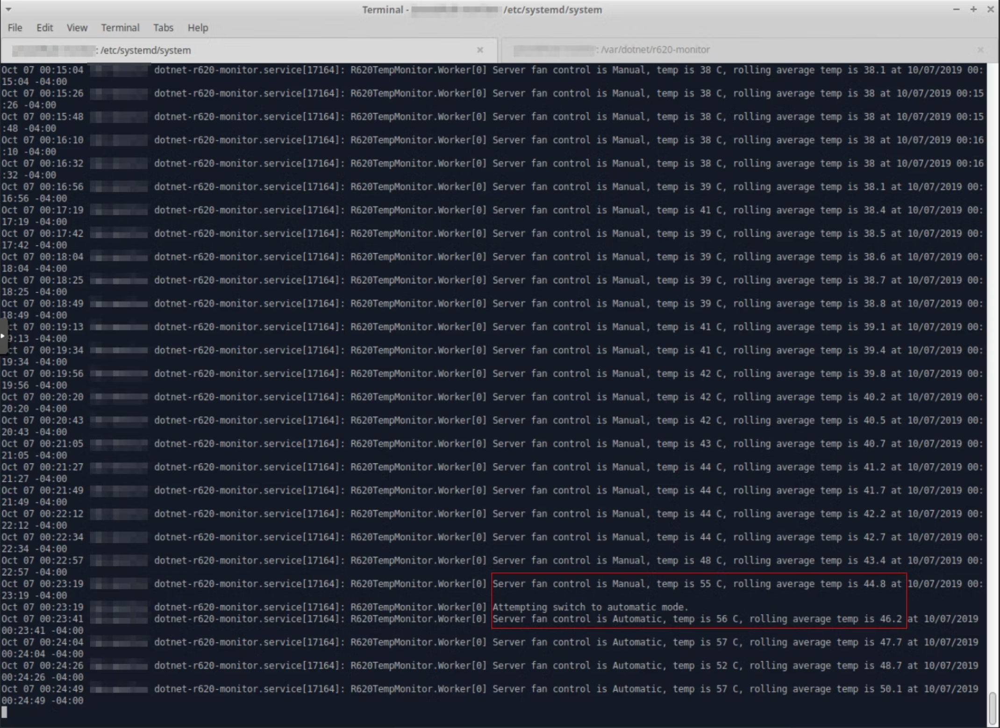 Terminal - /etc/systemd/system
File Edit View Terminal Tabs Help
: /etc/systemd/system
: /var/dotnet/r620-monitor
Oct 07 00:15:04 dotnet-r620-monitor.service[17164]: R620TempMonitor.Worker[0] Server fan control is Manual, temp is 38 C, rolling average temp is 38.1 at 10/07/2019 00:
15:04 -04:00
Oct 07 00:15:26 dotnet-r620-monitor.service[17164]: R620TempMonitor.Worker[0] Server fan control is Manual, temp is 38 C, rolling average temp is 38 at 10/07/2019 00:15
:26 -04:00
Oct 07 00:15:48 dotnet-r620-monitor.service[17164]: R620TempMonitor.Worker[0] Server fan control is Manual, temp is 38 C, rolling average temp is 38 at 10/07/2019 00:15
:48 -04:00
Oct 07 00:16:10 dotnet-r620-monitor.service[17164]: R620TempMonitor.Worker[0] Server fan control is Manual, temp is 38 C, rolling average temp is 38 at 10/07/2019 00:16
:10 -04:00
Oct 07 00:16:32 dotnet-r620-monitor.service[17164]: R620TempMonitor.Worker[0] Server fan control is Manual, temp is 38 C, rolling average temp is 38 at 10/07/2019 00:16
:32 -04:00
Oct 07 00:16:56 dotnet-r620-monitor.service[17164]: R620TempMonitor.Worker[0] Server fan control is Manual, temp is 39 C, rolling average temp is 38.1 at 10/07/2019 00:
16:56 -04:00
Oct 07 00:17:19 dotnet-r620-monitor.service[17164]: R620TempMonitor.Worker[0] Server fan control is Manual, temp is 41 C, rolling average temp is 38.4 at 10/07/2019 00:
17:19 -04:00
Oct 07 00:17:42 dotnet-r620-monitor.service[17164]: R620TempMonitor.Worker[0] Server fan control is Manual, temp is 39 C, rolling average temp is 38.5 at 10/07/2019 00:
17:42 -04:00
Oct 07 00:18:04 dotnet-r620-monitor.service[17164]: R620TempMonitor.Worker[0] Server fan control is Manual, temp is 39 C, rolling average temp is 38.6 at 10/07/2019 00:
18:04 -04:00
Oct 07 00:18:25 dotnet-r620-monitor.service[17164]: R620TempMonitor.Worker[0] Server fan control is Manual, temp is 39 C, rolling average temp is 38.7 at 10/07/2019 00:
18:25 -04:00
Oct 07 00:18:49 dotnet-r620-monitor.service[17164]: R620TempMonitor.Worker[0] Server fan control is Manual, temp is 39 C, rolling average temp is 38.8 at 10/07/2019 00:
18:49 -04:00
ct 07 00:19:13 dotnet-r620-monitor.service[17164]: R620TempMonitor.Worker[0] Server fan control is Manual, temp is 41 C, rolling average temp is 39.1 at 10/07/2019 00:
9:13 -04:00
ct 07 00:19:34 dotnet-r620-monitor.service[17164]: R620TempMonitor.Worker[0] Server fan control is Manual, temp is 41 C, rolling average temp is 39.4 at 10/07/2019 00:
19:34 -04:00
Oct 07 00:19:56 dotnet-r620-monitor.service[17164]: R620TempMonitor.Worker[0] Server fan control is Manual, temp is 42 C, rolling average temp is 39.8 at 10/07/2019 00:
19:56 -04:00
Oct 07 00:20:20 dotnet-r620-monitor.service[17164]: R620TempMonitor.Worker[0] Server fan control is Manual, temp is 42 C, rolling average temp is 40.2 at 10/07/2019 00:
20:20 -04:00
Oct 07 00:20:43 dotnet-r620-monitor.service[17164]: R620TempMonitor.Worker[0] Server fan control is Manual, temp is 42 C, rolling average temp is 40.5 at 10/07/2019 00:
20:43 -04:00
Oct 07 00:21:05 dotnet-r620-monitor.service[17164]: R620TempMonitor.Worker[0] Server fan control is Manual, temp is 43 C, rolling average temp is 40.7 at 10/07/2019 00:
21:05 -04:00
Oct 07 00:21:27 dotnet-r620-monitor.service[17164]: R620TempMonitor.Worker[0] Server fan control is Manual, temp is 44 C, rolling average temp is 41.2 at 10/07/2019 00:
21:27 -04:00
Oct 07 00:21:49 dotnet-r620-monitor.service[17164]: R620TempMonitor.Worker[0] Server fan control is Manual, temp is 44 C, rolling average temp is 41.7 at 10/07/2019 00:
21:49 -04:00
Oct 07 00:22:12 dotnet-r620-monitor.service[17164]: R620TempMonitor.Worker[0] Server fan control is Manual, temp is 44 C, rolling average temp is 42.2 at 10/07/2019 00:
22:12 -04:00
Oct 07 00:22:34 dotnet-r620-monitor.service[17164]: R620TempMonitor.Worker[0] Server fan control is Manual, temp is 44 C, rolling average temp is 42.7 at 10/07/2019 00:
22:34 -04:00
Oct 07 00:22:57 dotnet-r620-monitor.service[17164]: R620TempMonitor.Worker[0] Server fan control is Manual, temp is 48 C, rolling average temp is 43.4 at 10/07/2019 00:
22:57 -04:00
Oct 07 00:23:19 dotnet-r620-monitor.service[17164]: R620TempMonitor.Worker[0] Server fan control is Manual, temp is 55 C, rolling average temp is 44.8 at 10/07/2019 00:
23:19 -04:00
Oct 07 00:23:19 dotnet-r620-monitor.service[17164]: R620TempMonitor.Worker[0] Attempting switch to automatic mode.
Oct 07 00:23:41 dotnet-r620-monitor.service[17164]: R620TempMonitor.Worker[0] Server fan control is Automatic, temp is 56 C, rolling average temp is 46.2 at 10/07/2019
00:23:41 -04:00
Oct 07 00:24:04 dotnet-r620-monitor.service[17164]: R620TempMonitor.Worker[0] Server fan control is Automatic, temp is 57 C, rolling average temp is 47.7 at 10/07/2019
00:24:04 -04:00
Oct 07 00:24:26 dotnet-r620-monitor.service[17164]: R620TempMonitor.Worker[0] Server fan control is Automatic, temp is 52 C, rolling average temp is 48.7 at 10/07/2019
00:24:26 -04:00
Oct 07 00:24:49 dotnet-r620-monitor.service[17164]: R620TempMonitor.Worker[0] Server fan control is Automatic, temp is 57 C, rolling average temp is 50.1 at 10/07/2019
00:24:49 -04:00